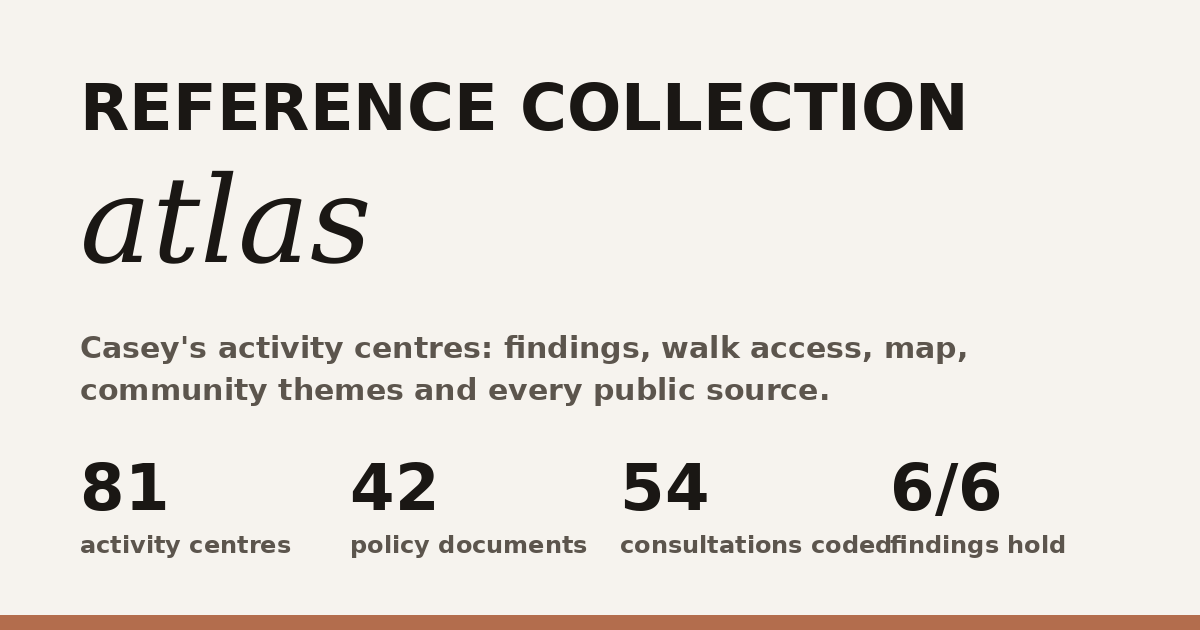 REFERENCE COLLECTION
atlas
Casey's activity centres: findings, walk access, map,
community themes and every public source.
81 42 54 6/6
activity centres policy documents consultations coded findings hold